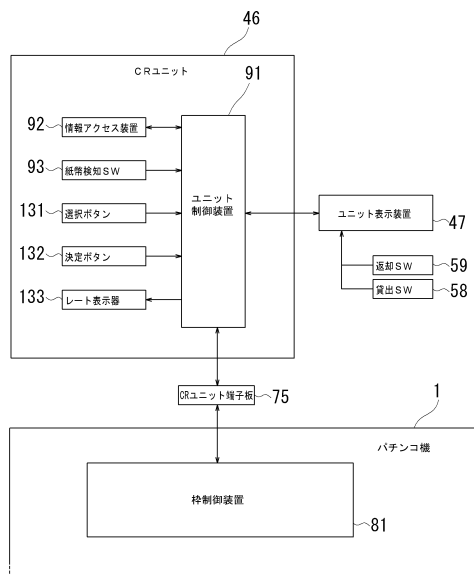 46
CRユニット
91
92
情報アクセス装置
93
紙幣検知SW
131
選択ボタン
132
決定ボタン
133
レート表示器
ユニット
制御装置
ユニット表示装置
47
返却SW
59
貸出SW
58
CRユニット端子板
75
1
パチンコ機
枠制御装置
81